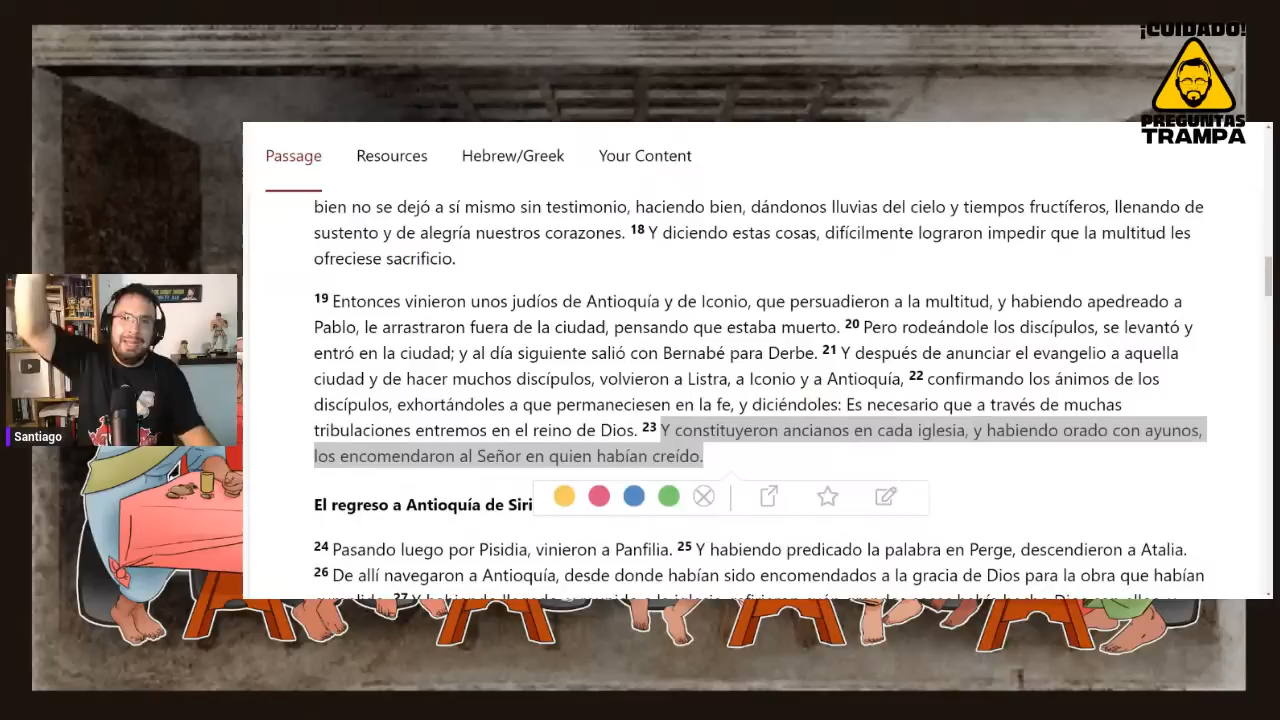 ¡CUIDADO!
PREGUNTAS
TRAMPA
Passage Resources Hebrew/Greek Your Content
bien no se dejó a sí mismo sin testimonio, haciendo bien, dándonos lluvias del cielo y tiempos fructíferos, llenando de
sustento y de alegría nuestros corazones. 18 Y diciendo estas cosas, difícilmente lograron impedir que la multitud les
ofreciese sacrificio.
19 Entonces vinieron unos judíos de Antioquía y de Iconio, que persuadieron a la multitud, y habiendo apedreado a
Pablo, le arrastraron fuera de la ciudad, pensando que estaba muerto. 20 Pero rodeándole los discípulos, se levantó y
entró en la ciudad; y al día siguiente salió con Bernabé para Derbe. 21 Y después de anunciar el evangelio a aquella
ciudad y de hacer muchos discípulos, volvieron a Listra, a Iconio y a Antioquía, 22 confirmando los ánimos de los
discípulos, exhortándoles a que permaneciesen en la fe, y diciéndoles: Es necesario que a través de muchas
tribulaciones entremos en el reino de Dios. 23 Y constituyeron ancianos en cada iglesia, y habiendo orado con ayunos,
los encomendaron al Señor en quien habían creído.
El regreso a Antioquía de Siri
24 Pasando luego por Pisidia, vinieron a Panfilia. 25 Y habiendo predicado la palabra en Perge, descendieron a Atalia.
26 De allí navegaron a Antioquía, desde donde habían sido encomendados a la gracia de Dios para la obra que habían
Santiago